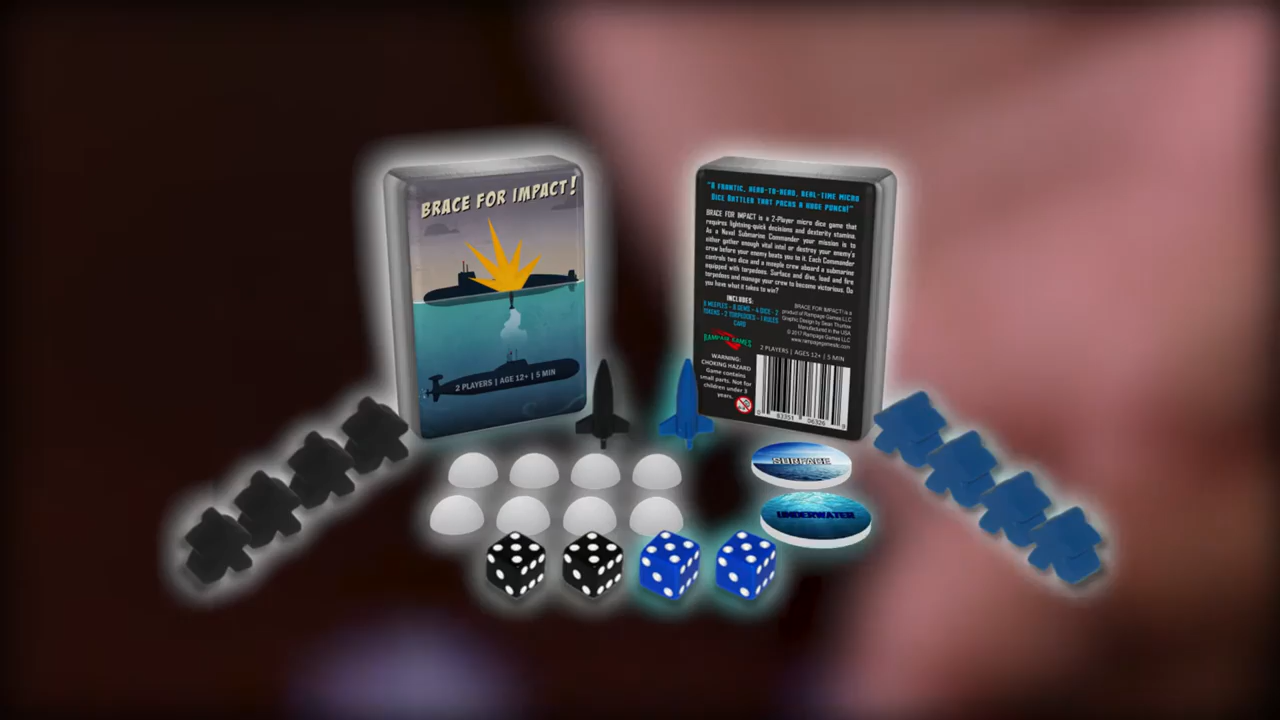 BRACE FOR IMPACT!
2 PLAYERS | AGE 12+ | 5 MIN
"A FRANTIC, HEAD-TO-HEAD, REAL-TIME MICRO
DICE BATTLER THAT PACKS A HUGE PUNCH!"
BRACE FOR IMPACT is a 2-Player micro dice game that
requires lightning-quick decisions and dexterity stamina.
As a Naval Submarine Commander your mission is to
either gather enough vital intel or destroy your enemy's
crew before your enemy beats you to it. Each Commander
controls two dice and a meeple crew aboard a submarine
equipped with torpedoes. Surface and dive, load and fire
torpedoes and manage your crew to become victorious. Do
you have what it takes to win?
INCLUDES:
8 MEEPLES - 8 GEMS - 4 DICE - 2
TOKENS - 2 TORPEDOES - 1 RULES
CARD
BRACE FOR IMPACT! is a
product of Rampage Games LLC
Graphic Design by Sean
Manufactured in the USA
© 2017 Rampage Games LLC
RAMPAGE GAMES
2 PLAYERS | AGES 12+ | 5 MIN
WARNING:
CHOKING HAZARD
Game contains
small parts. Not for
children under 3
years.
SURFACE
UNDERWATER